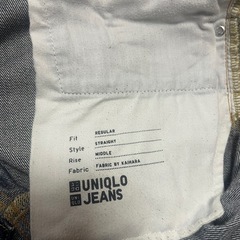 Fit REGULAR
Style STRAIGHT
Rise MIDDLE
Fabric FABRIC BY KAIHARA
UNIQLO
JEANS